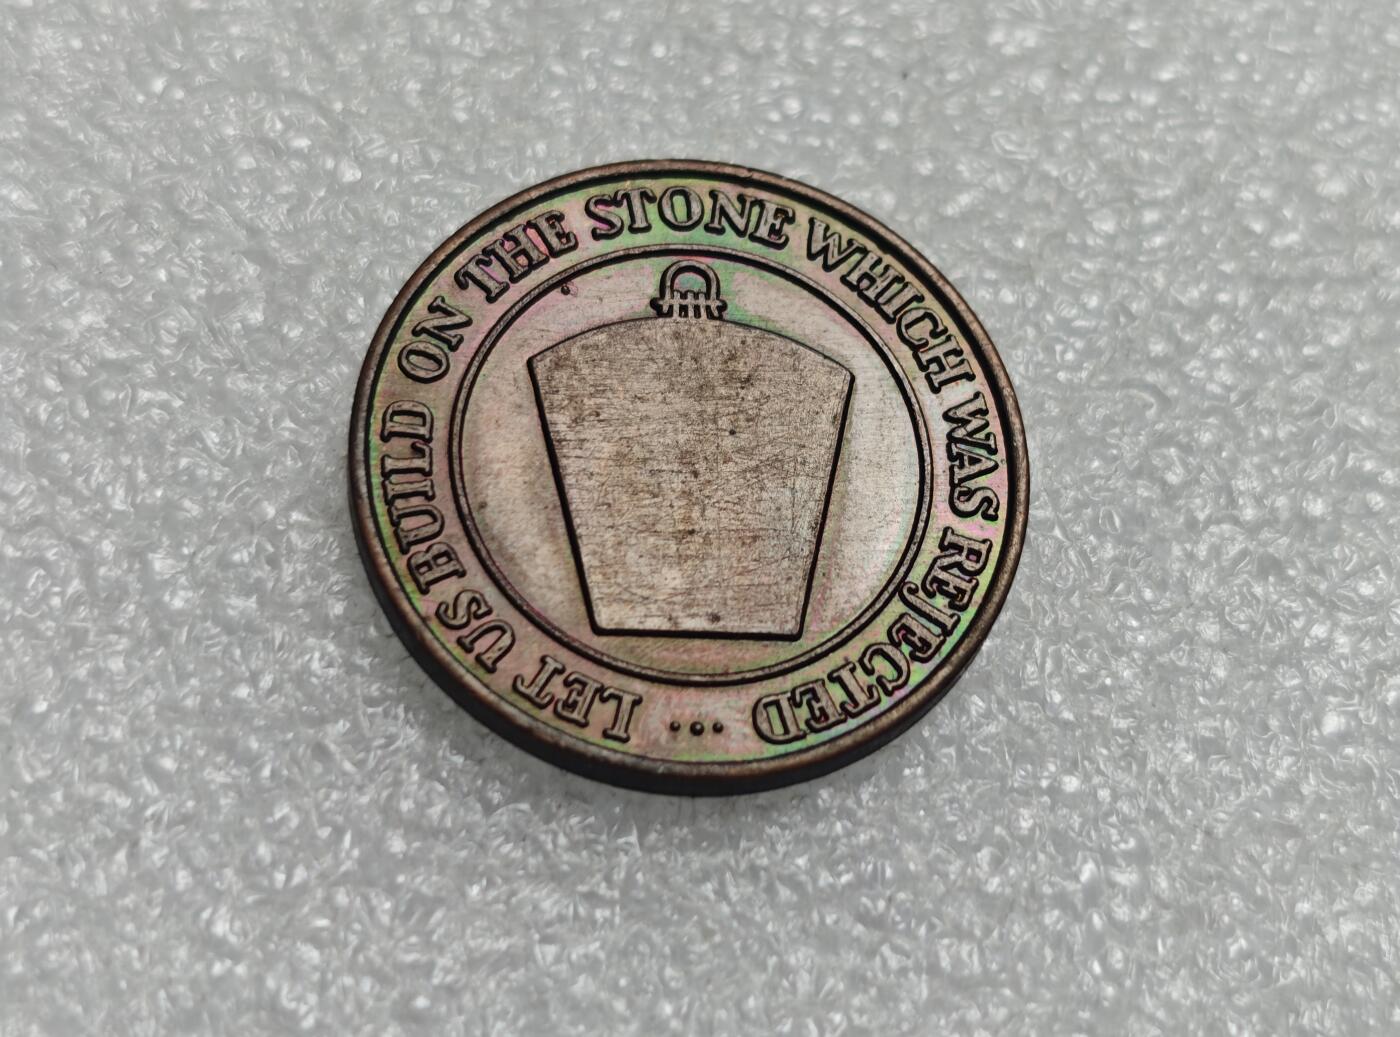 LET US BUILD ON THE STONE WHICH WAS REJECTED ...